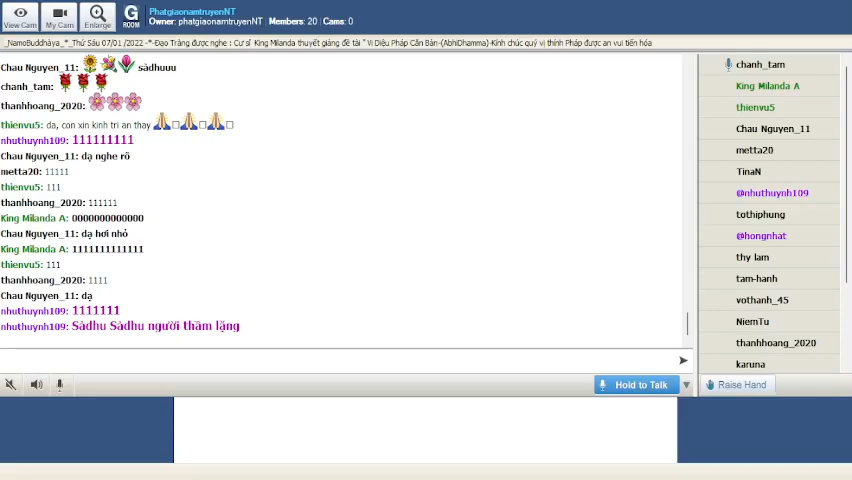 View Cam
My Cam
Enlarge
G ROOM
PhatgiaonamtruyenNT
Owner: phatgiaonamtruyenNT Members: 20 Cams: 0
_NamoBuddhàya_*_Thứ Sáu 07/01 /2022 -*-Đạo Tràng được nghe : Cư sĩ King Milanda thuyết giảng đề tài " Vi Diệu Pháp Căn Bản-(AbhiDhamma)-Kính chúc quý vị thính Pháp được an vui tiến hóa
Chau Nguyen_11: sàdhuuu
chanh_tam:
thanhhoang_2020:
thienvu5: da, con xin kinh tri an thay
nhuthuynh109: 111111111
Chau Nguyen_11: dạ nghe rõ
metta20: 11111
thienvu5: 111
thanhhoang_2020: 111111
King Milanda A: 0000000000000
Chau Nguyen_11: dạ hơi nhỏ
King Milanda A: 1111111111111
thienvu5: 111
thanhhoang_2020: 1111
Chau Nguyen_11: dạ
nhuthuynh109: 1111111
nhuthuynh109: Sàdhu Sàdhu người thầm lặng
Hold to Talk
chanh_tam
King Milanda A
thienvu5
Chau Nguyen_11
metta20
TinaN
@nhuthuynh109
tothiphung
@hongnhat
thy lam
tam-hanh
vothanh_45
NiemTu
thanhhoang_2020
karuna
Raise Hand